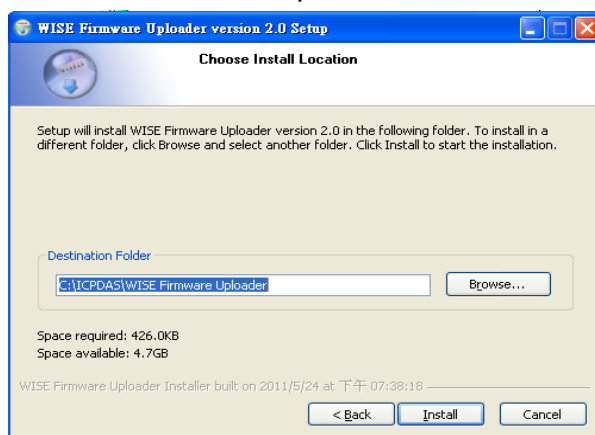 WISE Firmware Uploader version 2.0 Setup
Choose Install Location
Setup will install WISE Firmware Uploader version 2.0 in the following folder. To install in a
different folder, click Browse and select another folder. Click Install to start the installation.
Destination Folder
C:\ICPDAS\WISE Firmware Uploader
Browse...
Space required: 426.0KB
Space available: 4.7GB
WISE Firmware Uploader Installer built on 2011/5/24 at 下午 07:38:18
< Back
Install
Cancel